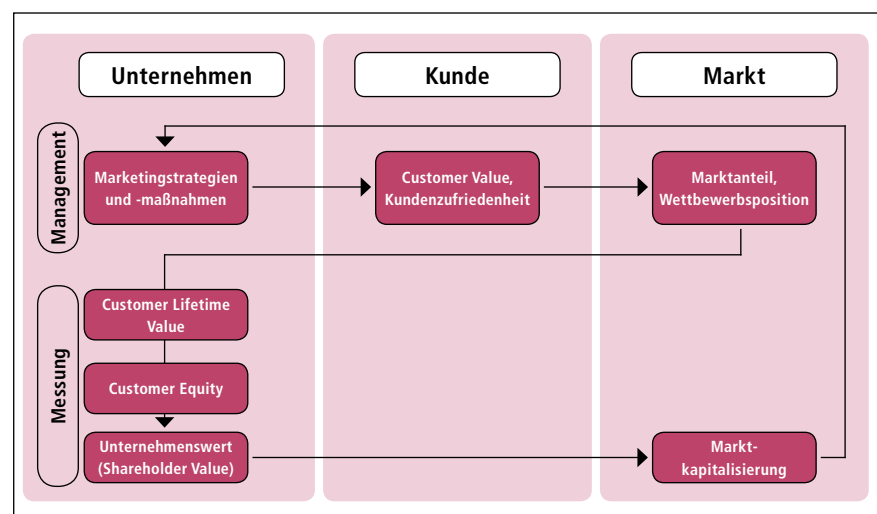 Unternehmen
Kunde
Markt
Management
Marketingstrategien
und -maßnahmen
Customer Value,
Kundenzufriedenheit
Marktanteil,
Wettbewerbsposition
Messung
Customer Lifetime
Value
Customer Equity
Unternehmenswert
(Shareholder Value)
Markt-
kapitalisierung